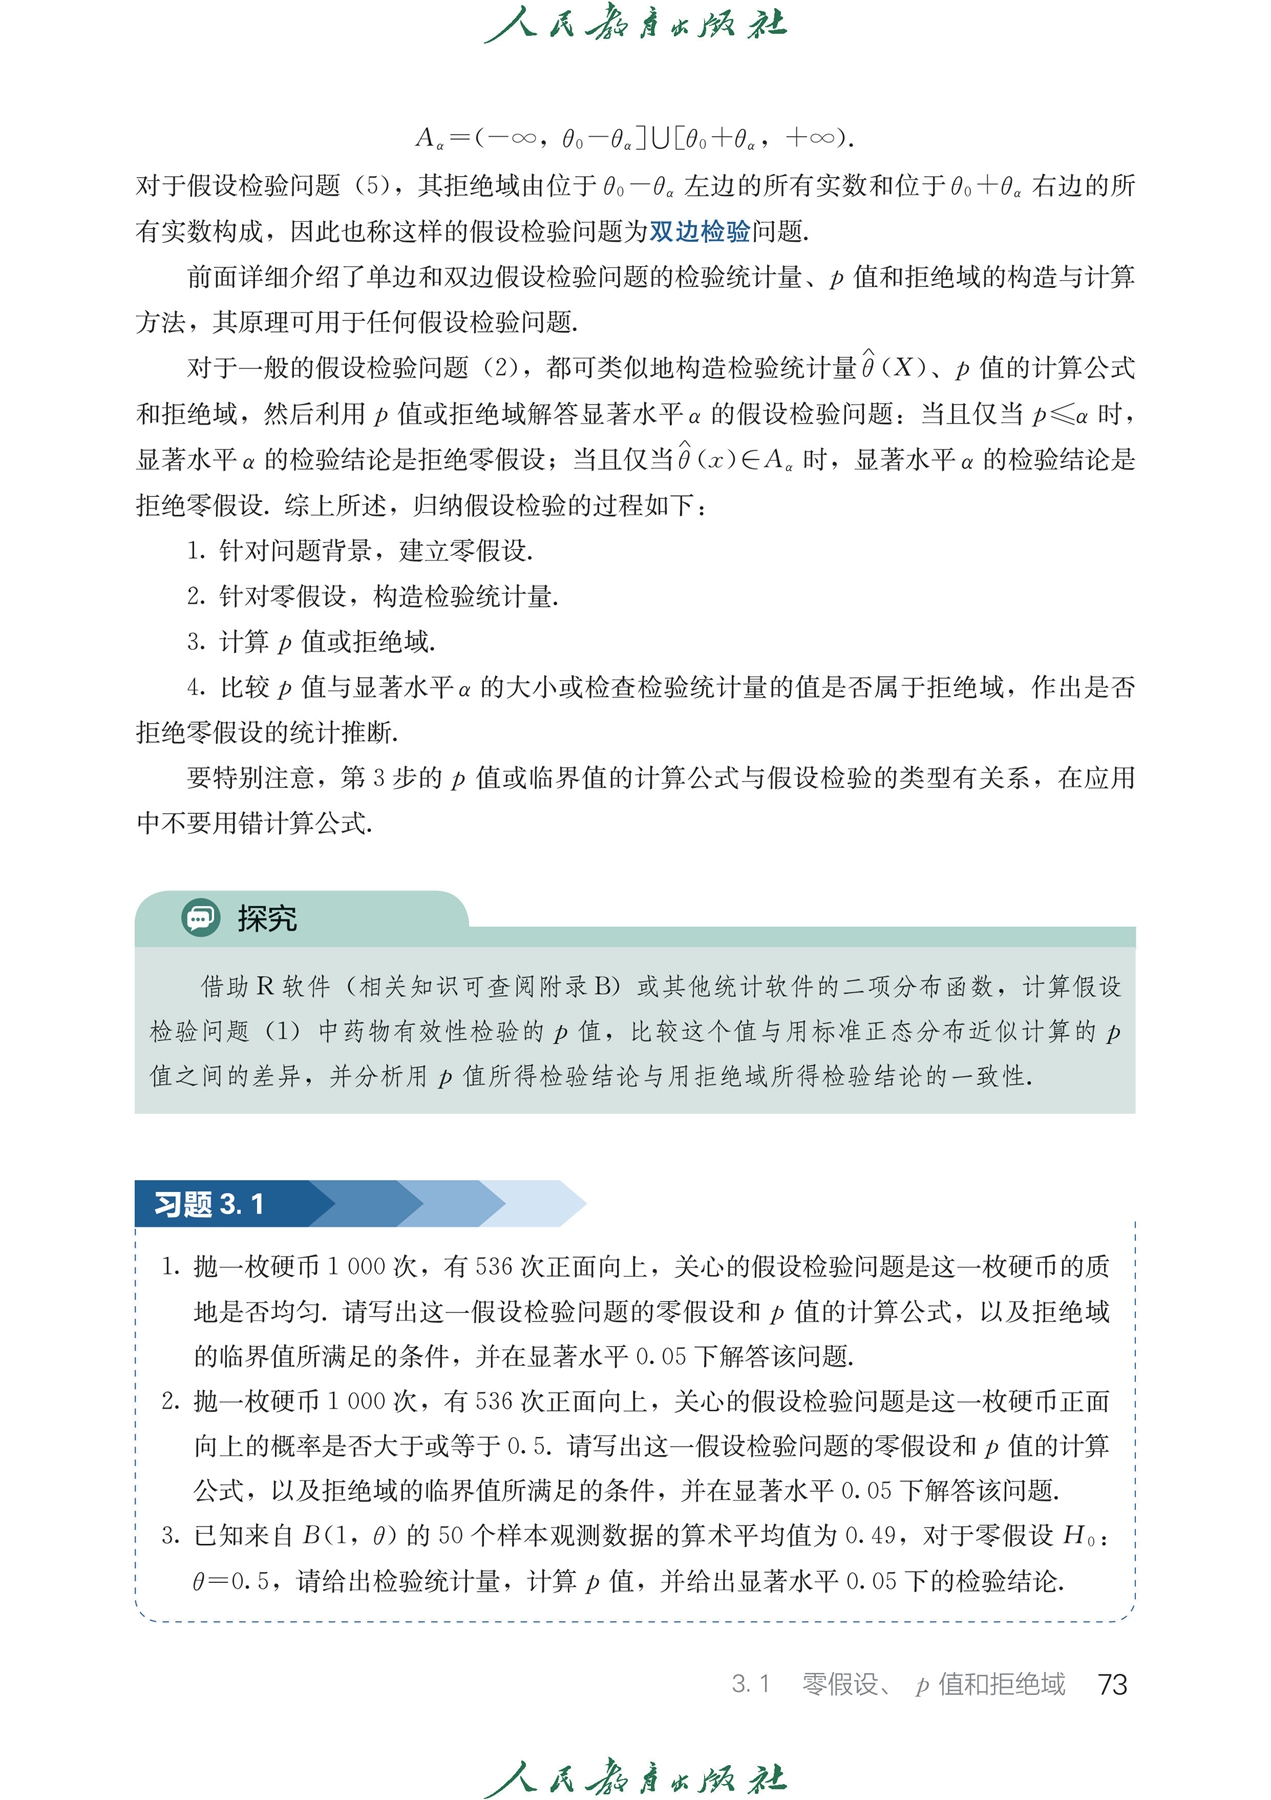 人民教育出版社
Aα=(-∞, θ0-θα]∪[θ0+θα, +∞).
对于假设检验问题（5），其拒绝域由位于θ0-θα 左边的所有实数和位于θ0+θα 右边的所
有实数构成，因此也称这样的假设检验问题为双边检验问题.
前面详细介绍了单边和双边假设检验问题的检验统计量、p 值和拒绝域的构造与计算
方法，其原理可用于任何假设检验问题.
对于一般的假设检验问题（2），都可类似地构造检验统计量θ̂(X)、p 值的计算公式
和拒绝域，然后利用 p 值或拒绝域解答显著水平α 的假设检验问题：当且仅当 p≤α 时，
显著水平α 的检验结论是拒绝零假设；当且仅当θ̂(x)∈Aα 时，显著水平α 的检验结论是
拒绝零假设. 综上所述，归纳假设检验的过程如下：
1. 针对问题背景，建立零假设.
2. 针对零假设，构造检验统计量.
3. 计算 p 值或拒绝域.
4. 比较 p 值与显著水平α 的大小或检查检验统计量的值是否属于拒绝域，作出是否
拒绝零假设的统计推断.
要特别注意，第 3 步的 p 值或临界值的计算公式与假设检验的类型有关系，在应用
中不要用错计算公式.
探究
借助 R 软件（相关知识可查阅附录 B）或其他统计软件的二项分布函数，计算假设
检验问题（1）中药物有效性检验的 p 值，比较这个值与用标准正态分布近似计算的 p
值之间的差异，并分析用 p 值所得检验结论与用拒绝域所得检验结论的一致性.
习题 3.1
1. 抛一枚硬币 1 000 次，有 536 次正面向上，关心的假设检验问题是这一枚硬币的质
地是否均匀. 请写出这一假设检验问题的零假设和 p 值的计算公式，以及拒绝域
的临界值所满足的条件，并在显著水平 0.05 下解答该问题.
2. 抛一枚硬币 1 000 次，有 536 次正面向上，关心的假设检验问题是这一枚硬币正面
向上的概率是否大于或等于 0.5. 请写出这一假设检验问题的零假设和 p 值的计算
公式，以及拒绝域的临界值所满足的条件，并在显著水平 0.05 下解答该问题.
3. 已知来自 B(1, θ) 的 50 个样本观测数据的算术平均值为 0.49，对于零假设 H0：
θ=0.5，请给出检验统计量，计算 p 值，并给出显著水平 0.05 下的检验结论.
3.1 零假设、 p 值和拒绝域 73
人民教育出版社